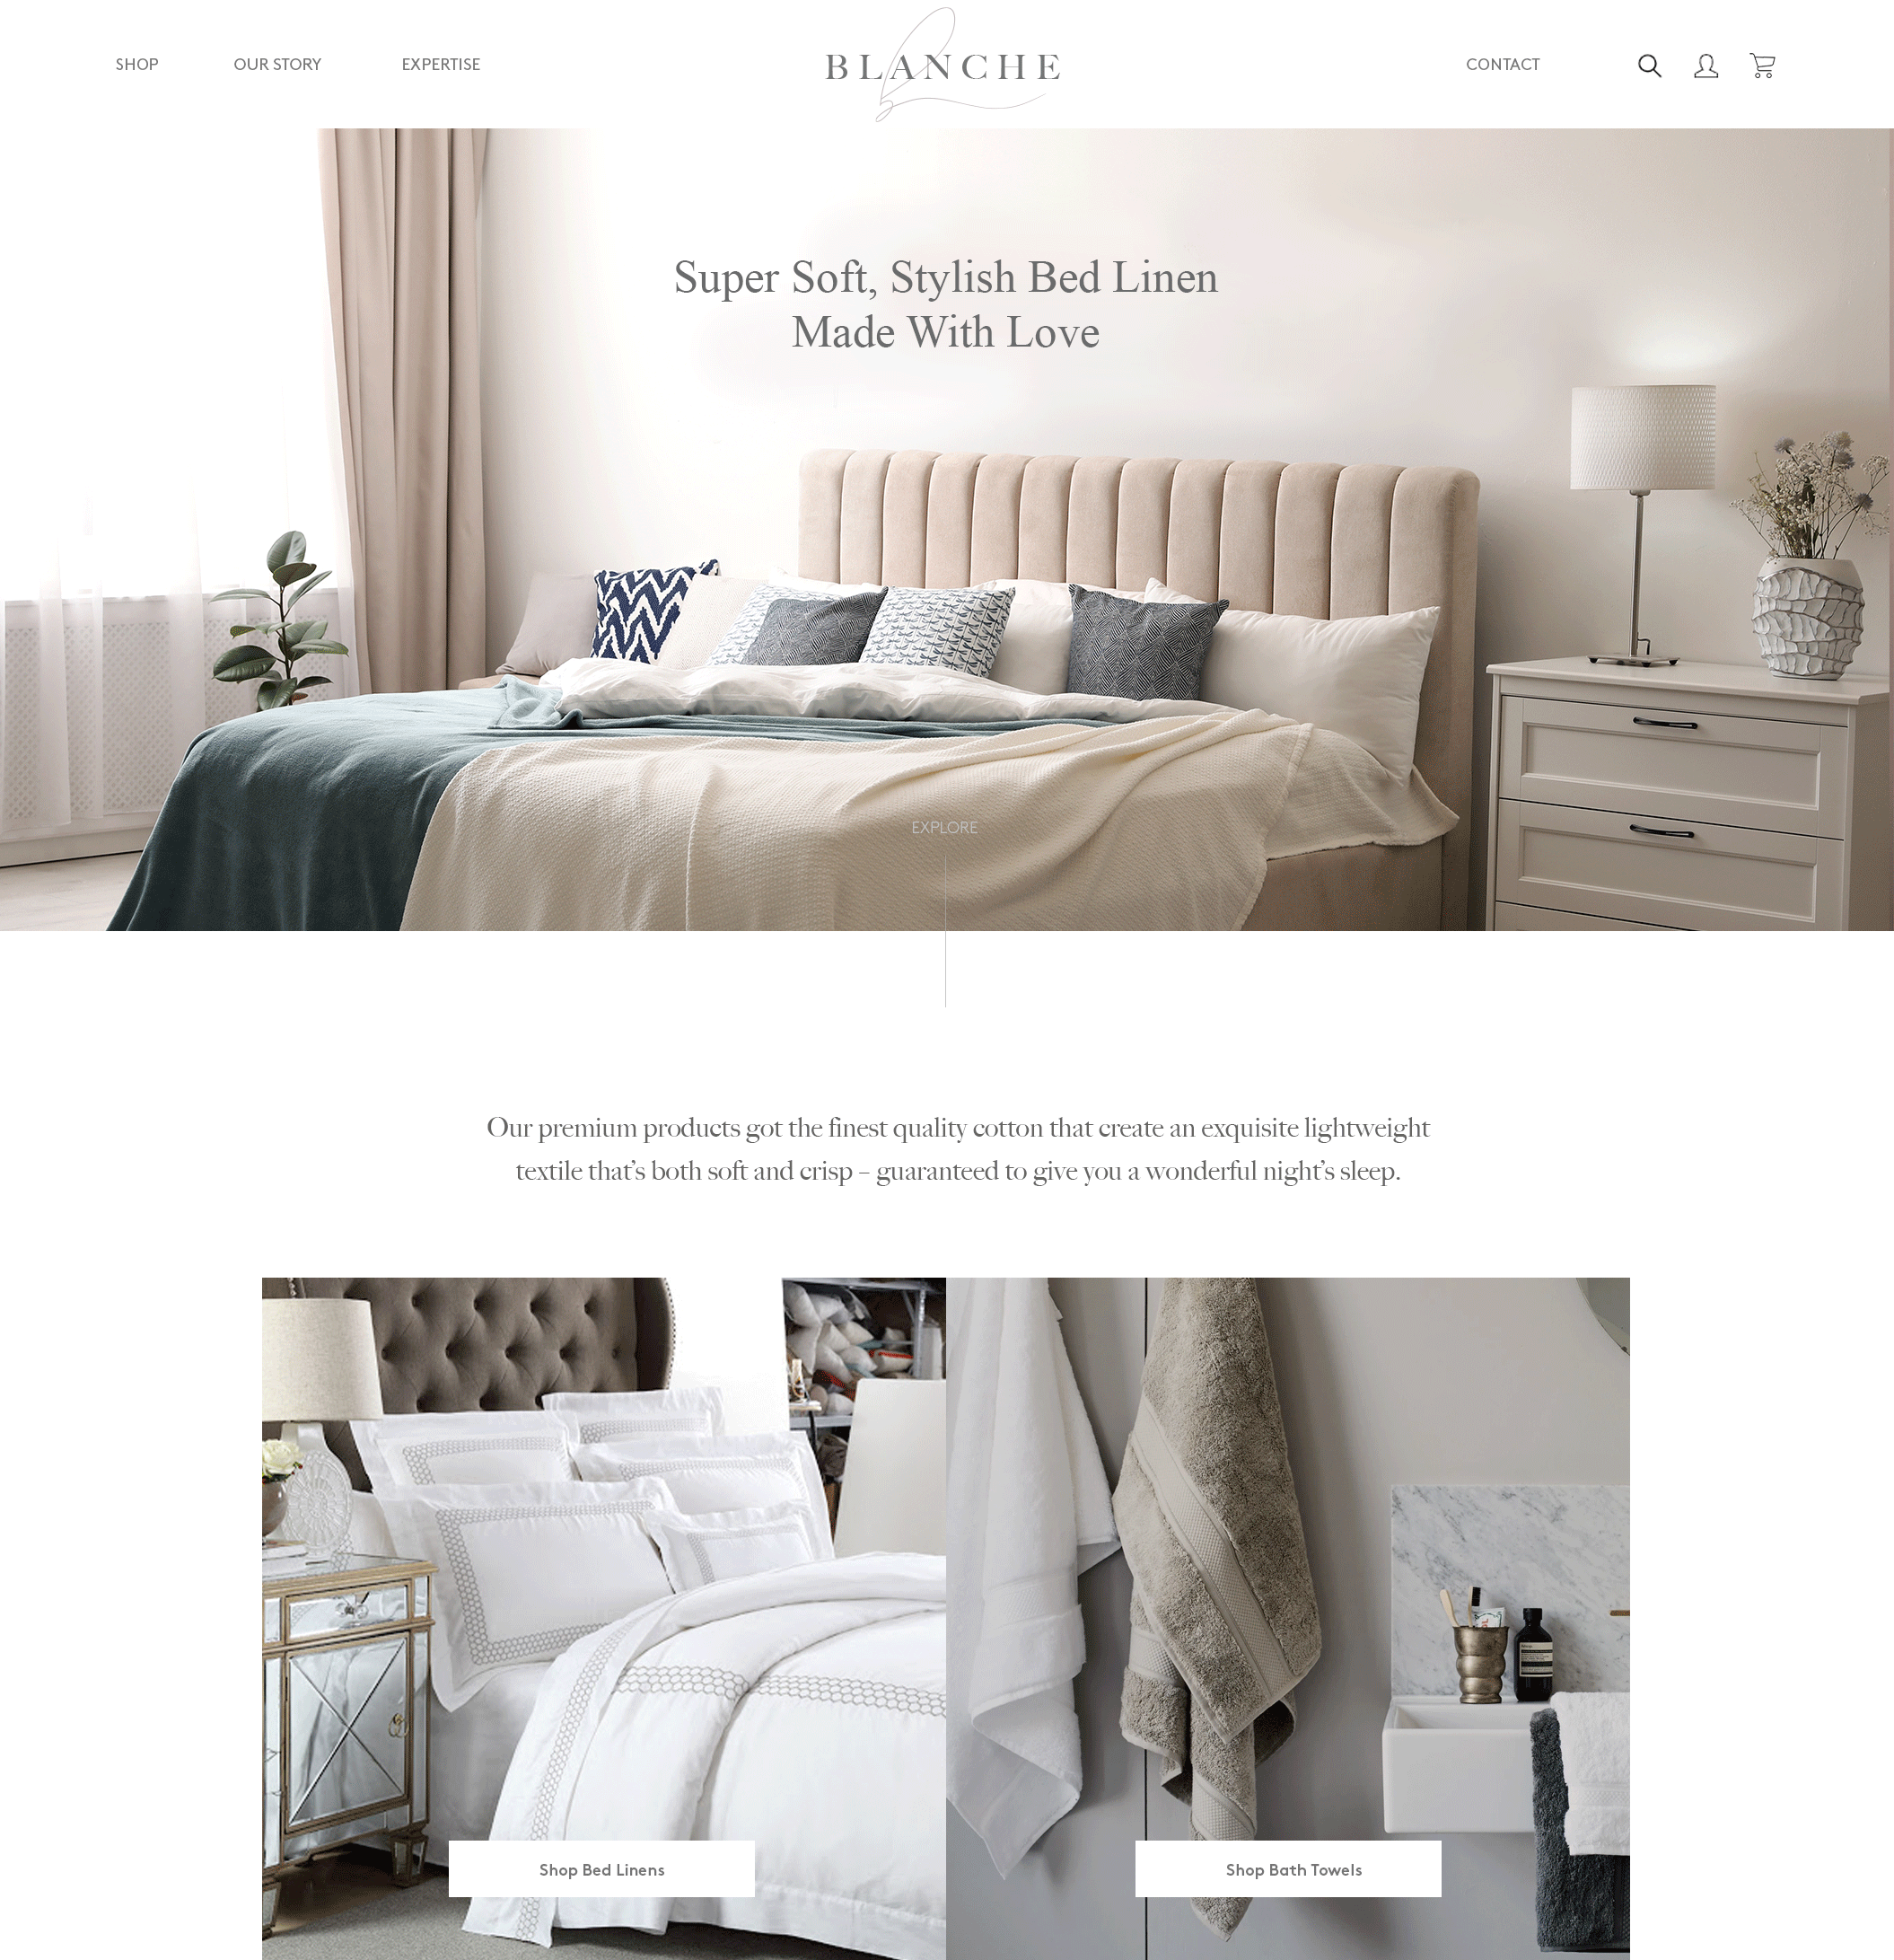 SHOP
OUR STORY
EXPERTISE
BLANCHE
CONTACT
Super Soft, Stylish Bed Linen
Made With Love
EXPLORE
Our premium products got the finest quality cotton that create an exquisite lightweight
textile that’s both soft and crisp – guaranteed to give you a wonderful night’s sleep.
Shop Bed Linens
Shop Bath Towels